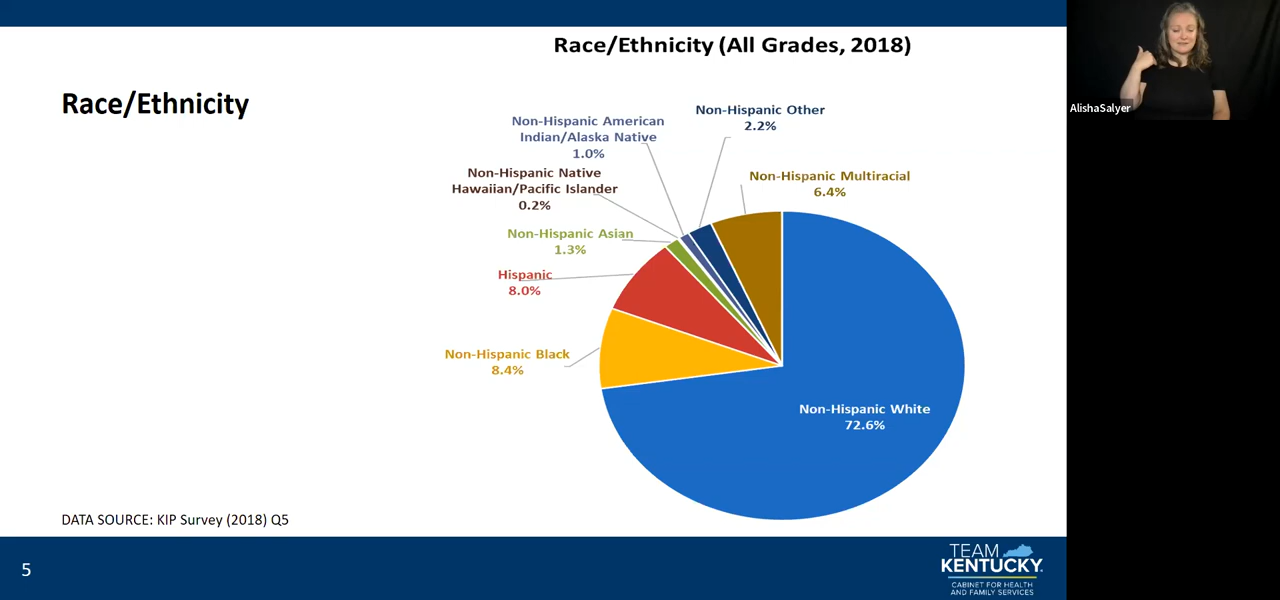 Race/Ethnicity (All Grades, 2018)
Race/Ethnicity
Non-Hispanic Other
2.2%
Non-Hispanic American
Indian/Alaska Native
1.0%
Non-Hispanic Native
Hawaiian/Pacific Islander
0.2%
Non-Hispanic Multiracial
6.4%
Non-Hispanic Asian
1.3%
Hispanic
8.0%
Non-Hispanic Black
8.4%
Non-Hispanic White
72.6%
DATA SOURCE: KIP Survey (2018) Q5
5
TEAM
KENTUCKY.
CABINET FOR HEALTH
AND FAMILY SERVICES
AlishaSalyer